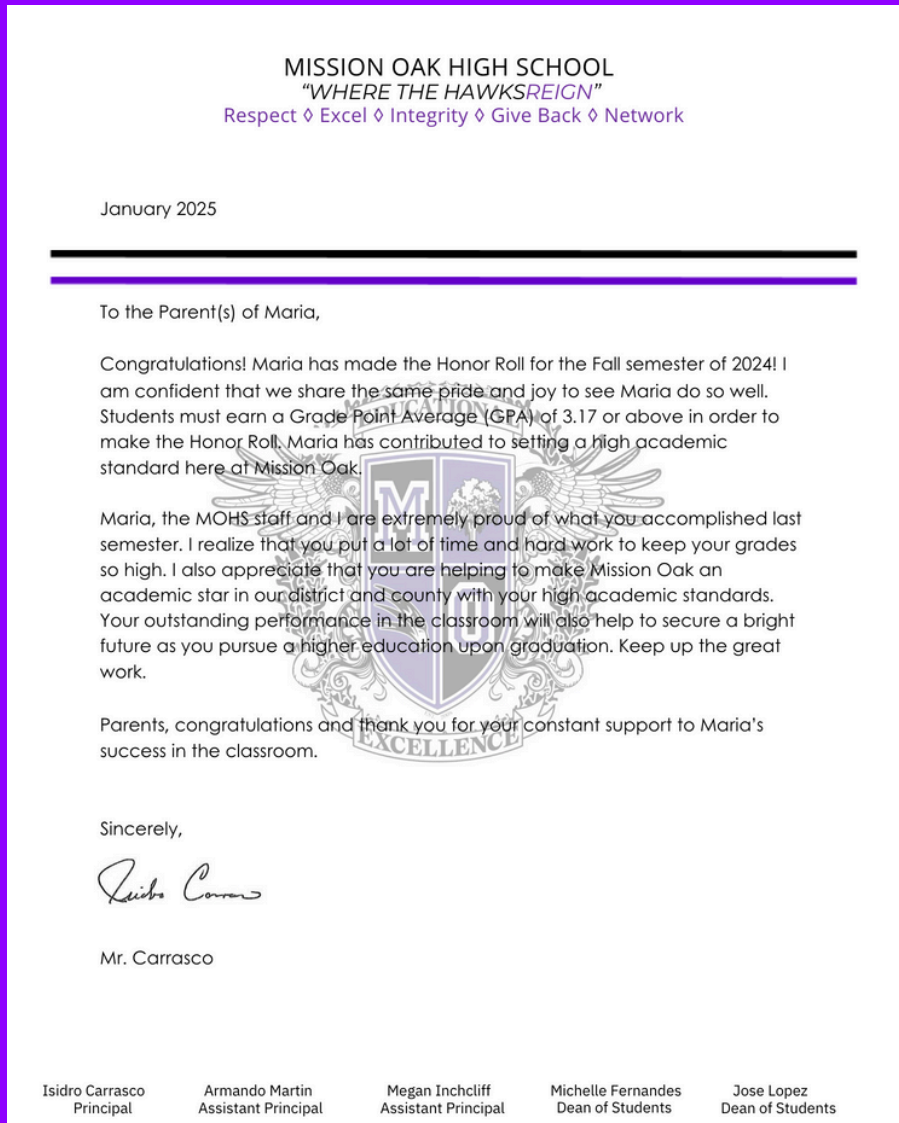 MISSION OAK HIGH SCHOOL
“WHERE THE HAWKSREIGN”
Respect ◊ Excel ◊ Integrity ◊ Give Back ◊ Network
January 2025
To the Parent(s) of Maria,
Congratulations! Maria has made the Honor Roll for the Fall semester of 2024! I
am confident that we share the same pride and joy to see Maria do so well.
Students must earn a Grade Point Average (GPA) of 3.17 or above in order to
make the Honor Roll. Maria has contributed to setting a high academic
standard here at Mission Oak.
Maria, the MOHS staff and I are extremely proud of what you accomplished last
semester. I realize that you put a lot of time and hard work to keep your grades
so high. I also appreciate that you are helping to make Mission Oak an
academic star in our district and county with your high academic standards.
Your outstanding performance in the classroom will also help to secure a bright
future as you pursue a higher education upon graduation. Keep up the great
work.
Parents, congratulations and thank you for your constant support to Maria’s
success in the classroom.
EDUCATION
M
O
EXCELLENCE
Sincerely,
Mr. Carrasco
Isidro Carrasco Armando Martin Megan Inchcliff Michelle Fernandes Jose Lopez
Principal Assistant Principal Assistant Principal Dean of Students Dean of Students